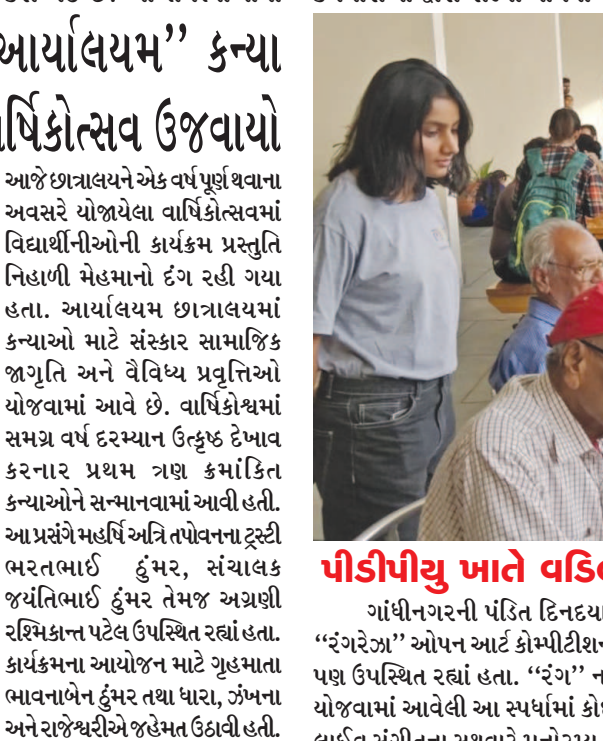 આર્યાલયમ’’ કન્યા
વાર્ષિકોત્સવ ઉજવાયો
આજે છાત્રાલયને એક વર્ષ પૂર્ણ થવાના
અવસરે યોજાયેલા વાર્ષિકોત્સવમાં
વિદ્યાર્થીનીઓની કાર્યક્રમ પ્રસ્તુતિ
નિહાળી મેહમાનો દંગ રહી ગયા
હતા. આર્યાલયમ છાત્રાલયમાં
કન્યાઓ માટે સંસ્કાર સામાજિક
જાગૃતિ અને વૈવિધ્ય પ્રવૃત્તિઓ
યોજવામાં આવે છે. વાર્ષિકોશ્વમાં
સમગ્ર વર્ષ દરમ્યાન ઉત્કૃષ્ઠ દેખાવ
કરનાર પ્રથમ ત્રણ ક્રમાંકિત
કન્યાઓને સન્માનવામાં આવી હતી.
આ પ્રસંગે મહર્ષિ અત્રિ તપોવનના ટ્રસ્ટી
ભરતભાઈ ઠુંમર, સંચાલક
જયંતિભાઈ ઠુંમર તેમજ અગ્રણી
રશ્મિકાન્ત પટેલ ઉપસ્થિત રહ્યાં હતા.
કાર્યક્રમના આયોજન માટે ગૃહમાતા
ભાવનાબેન ઠુંમર તથા ધારા, ઝંખના
અને રાજેશ્વરીએ જહેમત ઉઠાવી હતી.
પીડીપીયુ ખાતે
ગાંધીનગરની પંડિત
‘‘રંગરેઝા’’ ઓપન આર્ટ
પણ ઉપસ્થિત રહ્યાં હતા. ‘‘રંગ’’
યોજવામાં આવેલી આ સ્પર્ધામાં